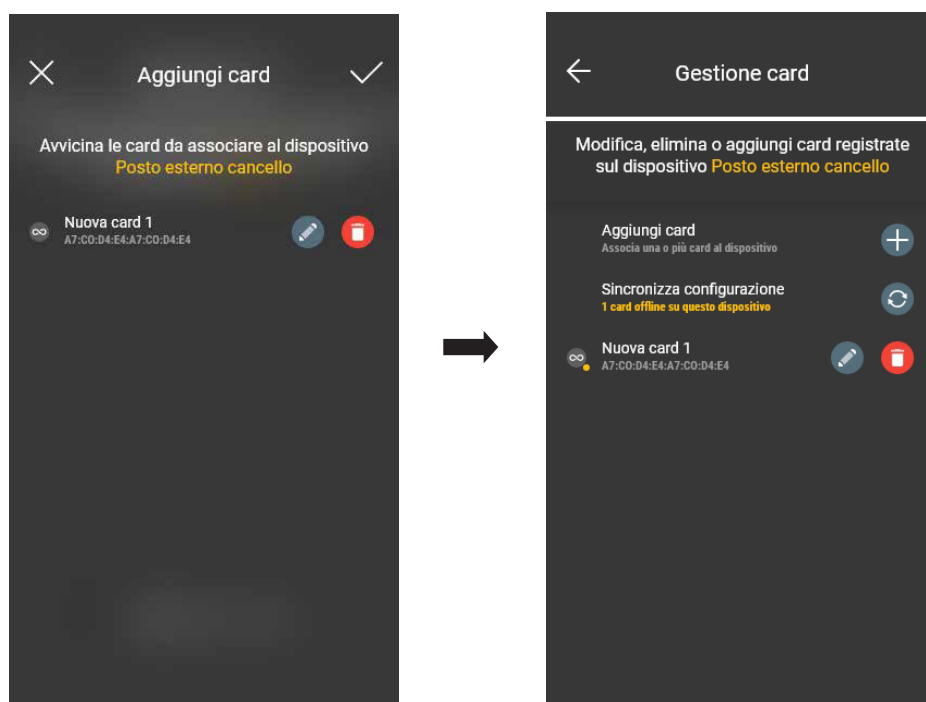 Aggiungi card
Avvicina le card da associare al dispositivo
Posto esterno cancello
Nuova card 1
A7:C0:D4:E4:A7:C0:D4:E4
Gestione card
Modifica, elimina o aggiungi card registrate
sul dispositivo Posto esterno cancello
Aggiungi card
Associa una o più card al dispositivo
Sincronizza configurazione
1 card offline su questo dispositivo
Nuova card 1
A7:C0:D4:E4:A7:C0:D4:E4